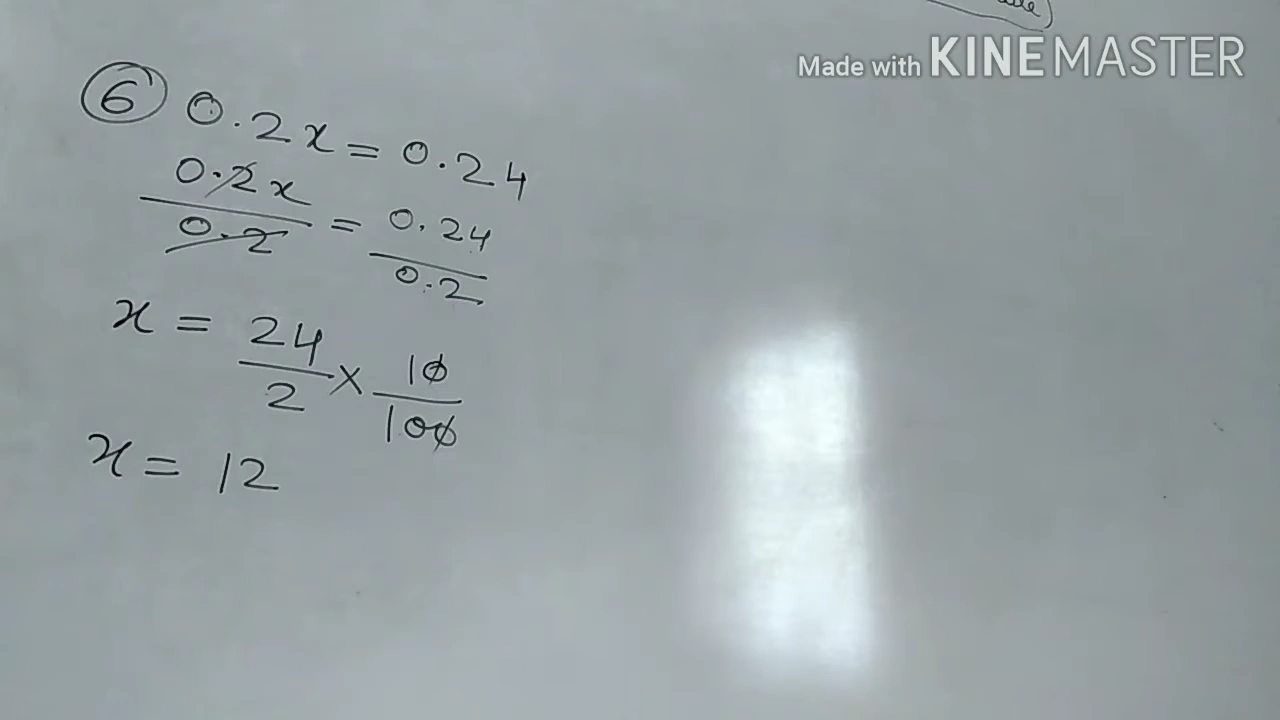 Made with KINEMASTER
⑥ 0.2x = 0.24
0.2x/0.2 = 0.24/0.2
x = 24/2 × 10/100
x = 12